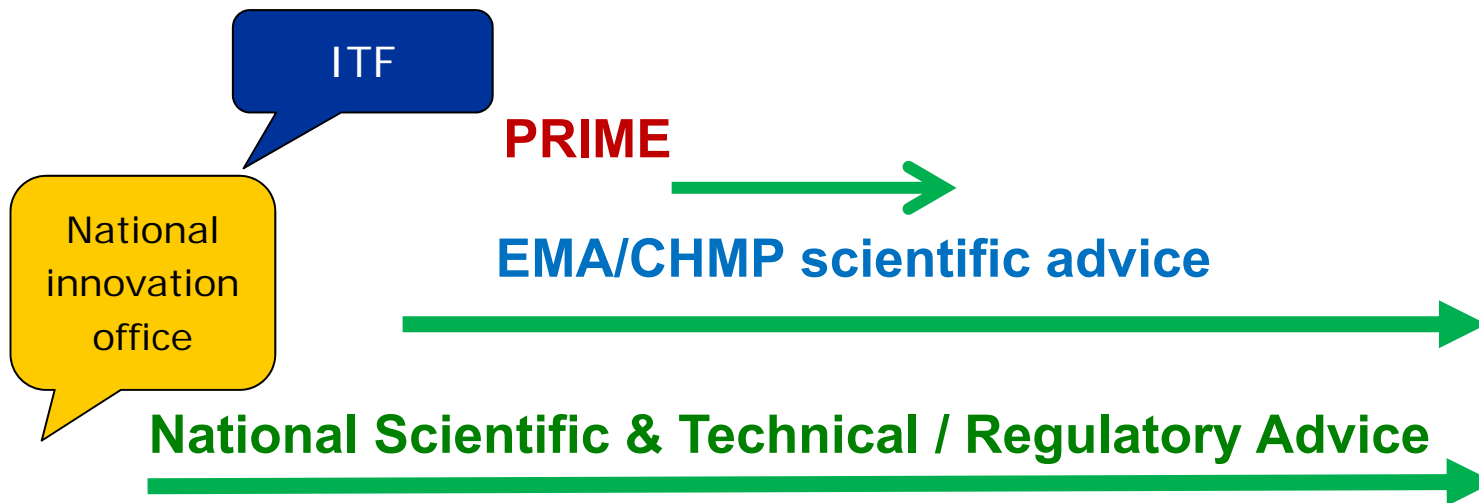 ITF
PRIME
National
innovation
office
EMA/CHMP scientific advice
National Scientific & Technical / Regulatory Advice